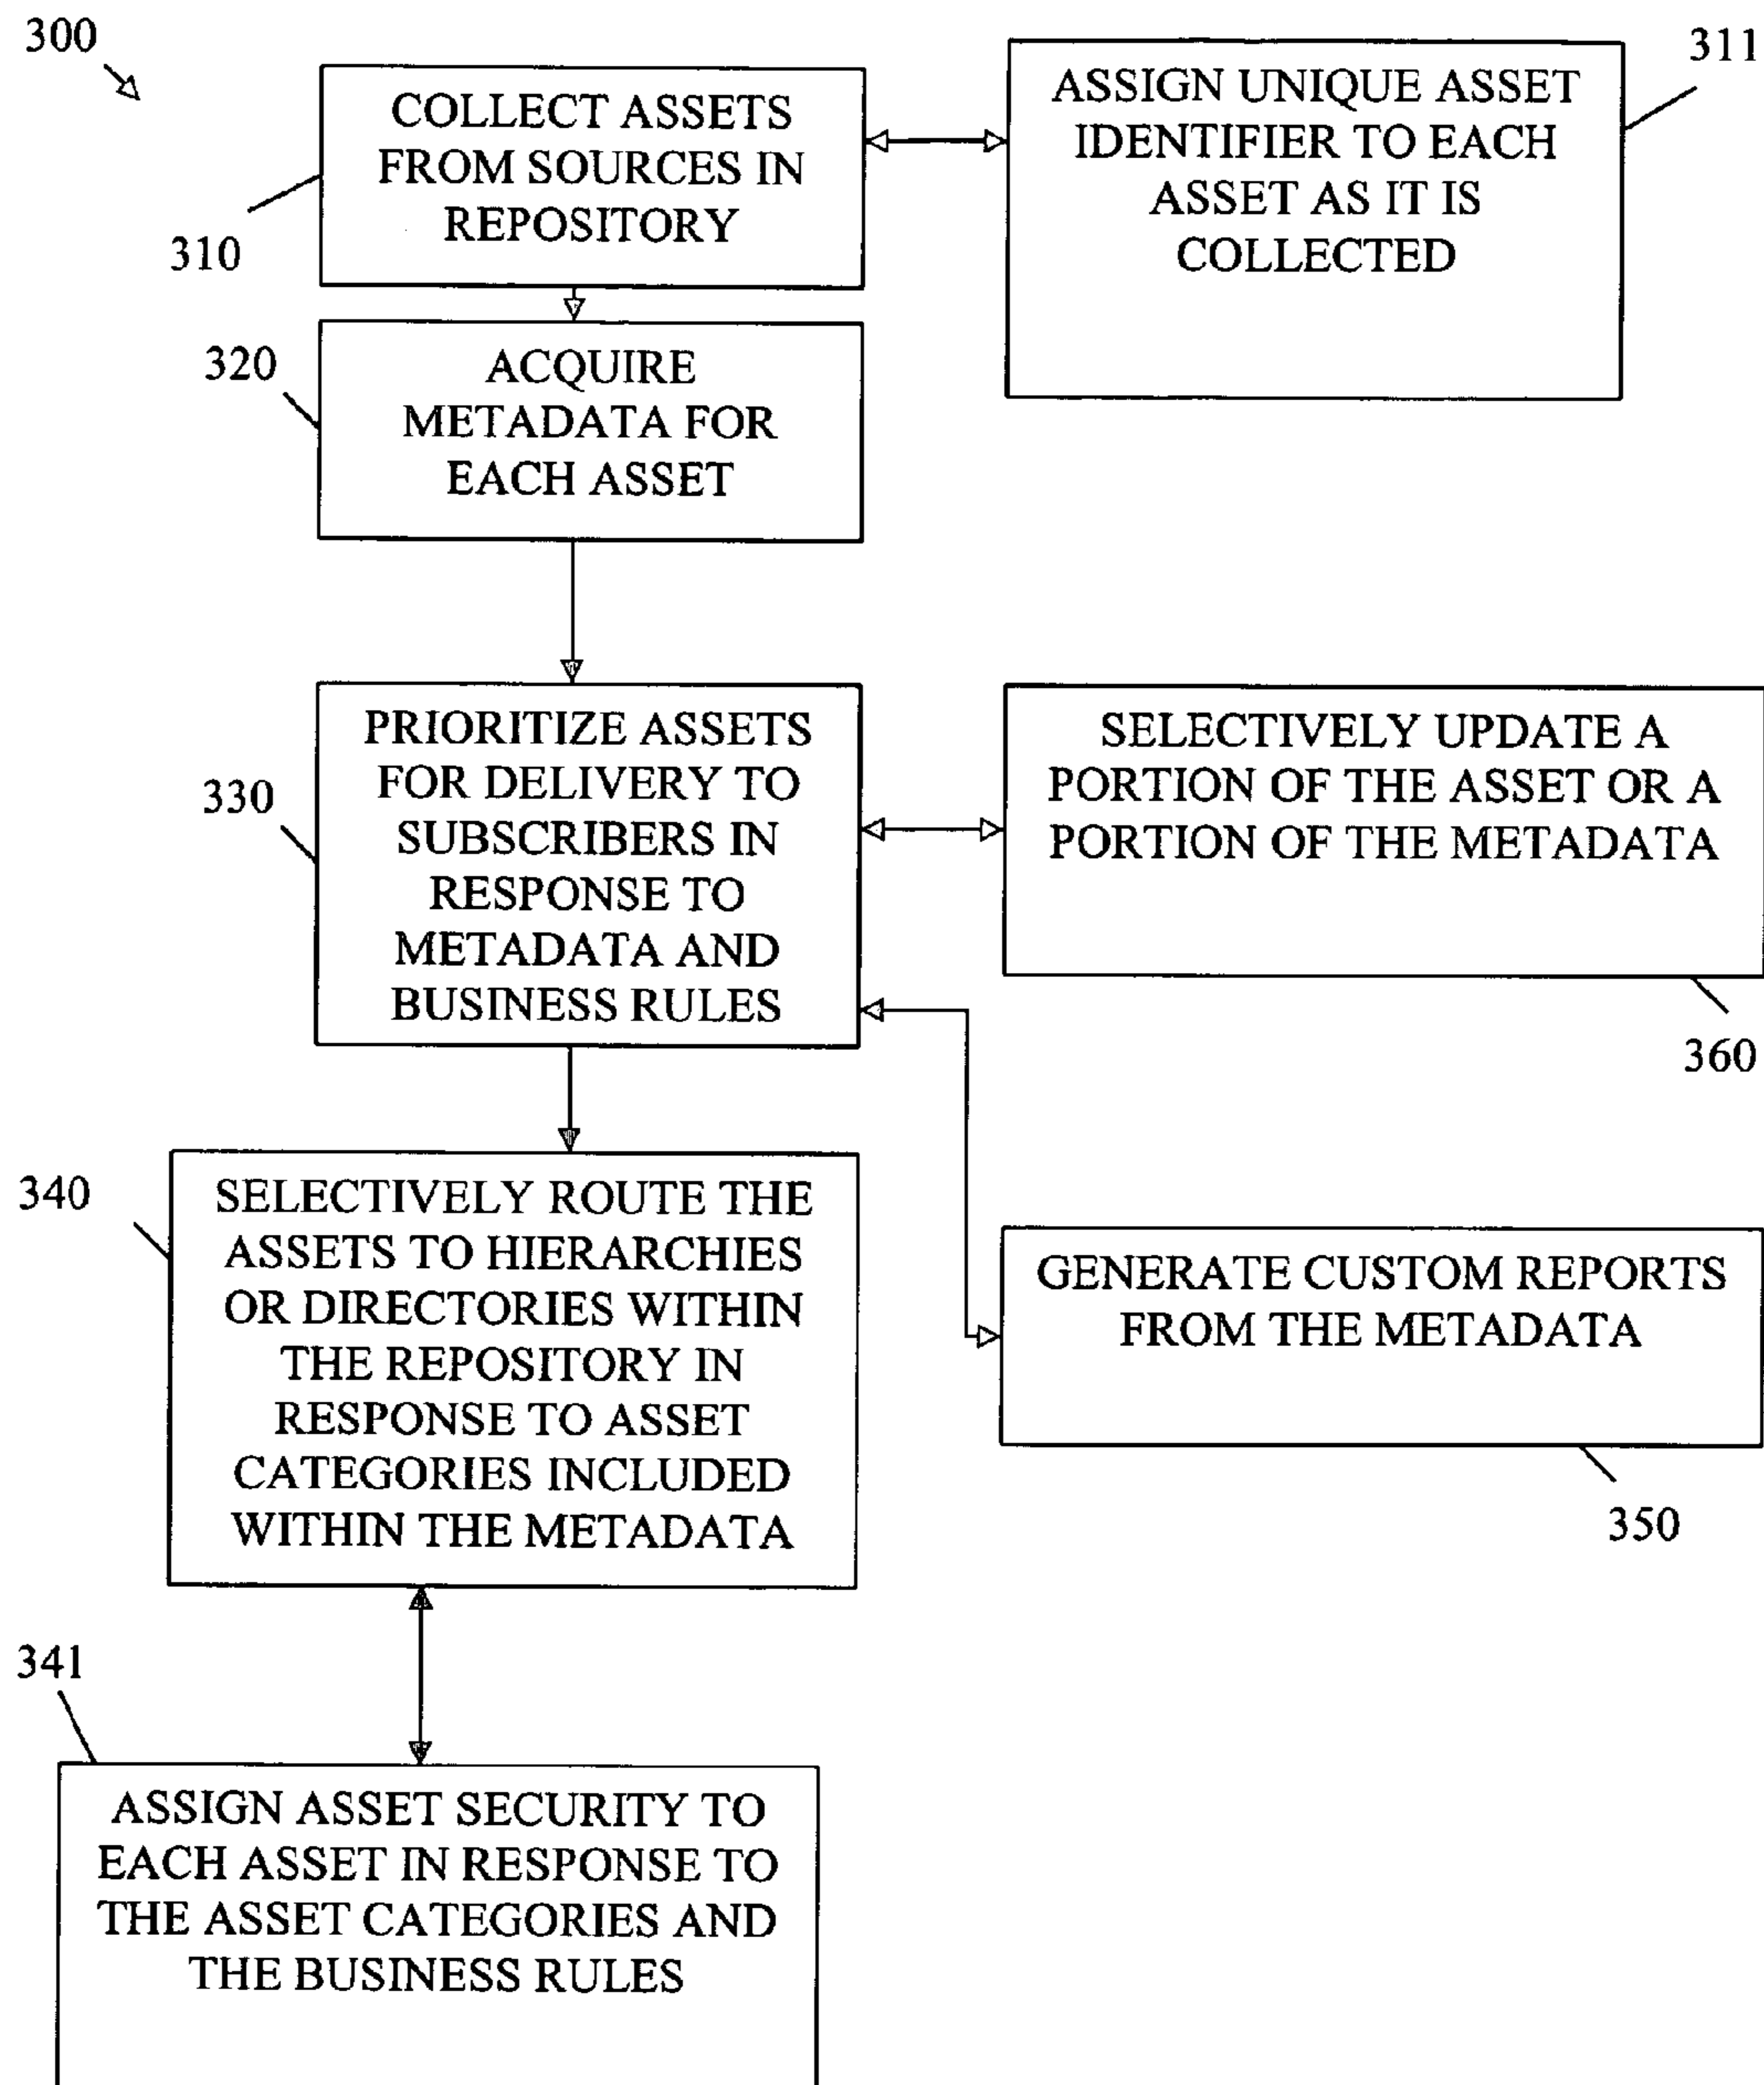 300
COLLECT ASSETS
FROM SOURCES IN
REPOSITORY
310
ASSIGN UNIQUE ASSET
IDENTIFIER TO EACH
ASSET AS IT IS
COLLECTED
311
320
ACQUIRE
METADATA FOR
EACH ASSET
330
PRIORITIZE ASSETS
FOR DELIVERY TO
SUBSCRIBERS IN
RESPONSE TO
METADATA AND
BUSINESS RULES
SELECTIVELY UPDATE A
PORTION OF THE ASSET OR A
PORTION OF THE METADATA
360
340
SELECTIVELY ROUTE THE
ASSETS TO HIERARCHIES
OR DIRECTORIES WITHIN
THE REPOSITORY IN
RESPONSE TO ASSET
CATEGORIES INCLUDED
WITHIN THE METADATA
GENERATE CUSTOM REPORTS
FROM THE METADATA
350
341
ASSIGN ASSET SECURITY TO
EACH ASSET IN RESPONSE TO
THE ASSET CATEGORIES AND
THE BUSINESS RULES